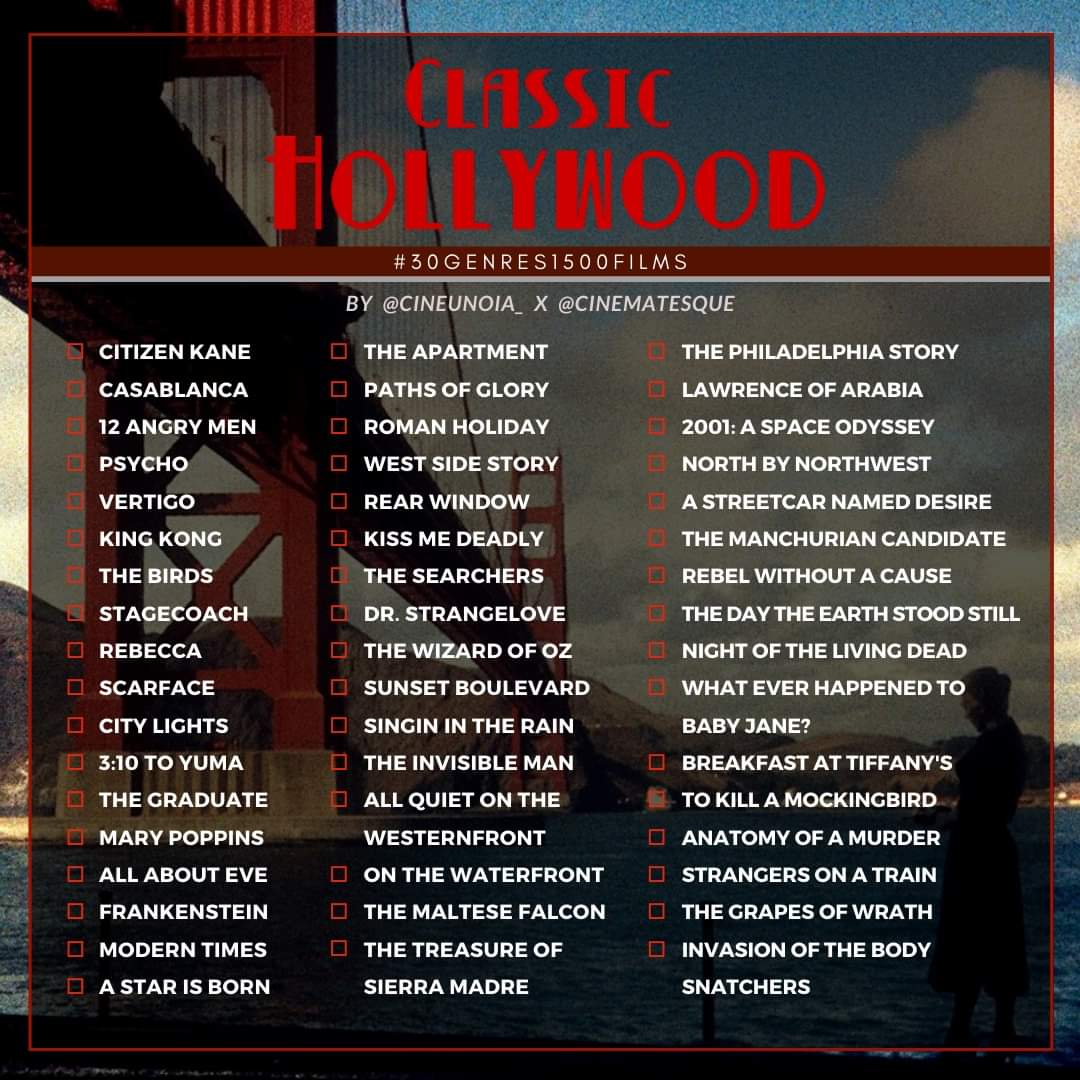 CLASSIC
HOLLYWOOD
#30GENRES1500FILMS
BY @CINEUNOIA_ X @CINEMATESQUE
CITIZEN KANE
CASABLANCA
12 ANGRY MEN
PSYCHO
VERTIGO
KING KONG
THE BIRDS
STAGECOACH
REBECCA
SCARFACE
CITY LIGHTS
3:10 TO YUMA
THE GRADUATE
MARY POPPINS
ALL ABOUT EVE
FRANKENSTEIN
MODERN TIMES
A STAR IS BORN
THE APARTMENT
PATHS OF GLORY
ROMAN HOLIDAY
WEST SIDE STORY
REAR WINDOW
KISS ME DEADLY
THE SEARCHERS
DR. STRANGELOVE
THE WIZARD OF OZ
SUNSET BOULEVARD
SINGIN IN THE RAIN
THE INVISIBLE MAN
ALL QUIET ON THE
WESTERNFRONT
ON THE WATERFRONT
THE MALTESE FALCON
THE TREASURE OF
SIERRA MADRE
THE PHILADELPHIA STORY
LAWRENCE OF ARABIA
2001: A SPACE ODYSSEY
NORTH BY NORTHWEST
A STREETCAR NAMED DESIRE
THE MANCHURIAN CANDIDATE
REBEL WITHOUT A CAUSE
THE DAY THE EARTH STOOD STILL
NIGHT OF THE LIVING DEAD
WHAT EVER HAPPENED TO
BABY JANE?
BREAKFAST AT TIFFANY'S
TO KILL A MOCKINGBIRD
ANATOMY OF A MURDER
STRANGERS ON A TRAIN
THE GRAPES OF WRATH
INVASION OF THE BODY
SNATCHERS